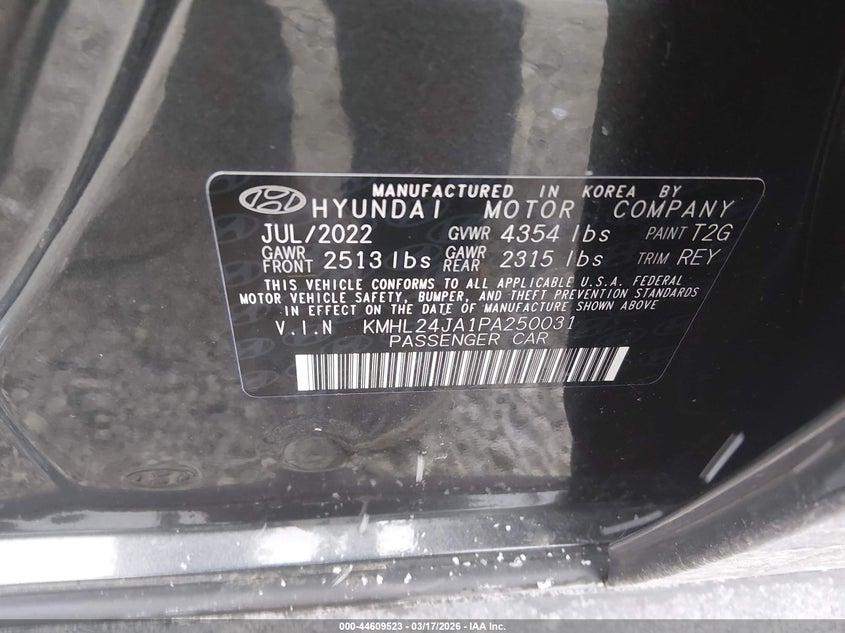 MANUFACTURED IN KOREA BY
HYUNDAI MOTOR COMPANY
JUL/2022 GVWR 4354 lbs PAINT T2G
GAWR FRONT 2513 lbs GAWR REAR 2315 lbs TRIM REY
THIS VEHICLE CONFORMS TO ALL APPLICABLE U.S.A. FEDERAL
MOTOR VEHICLE SAFETY, BUMPER, AND THEFT PREVENTION STANDARDS
IN EFFECT ON THE DATE OF MANUFACTURE SHOWN ABOVE
V.I.N KMHL24JA1PA250031
PASSENGER CAR
000-44609523 - 03/17/2026 - IAA Holdings, LLC